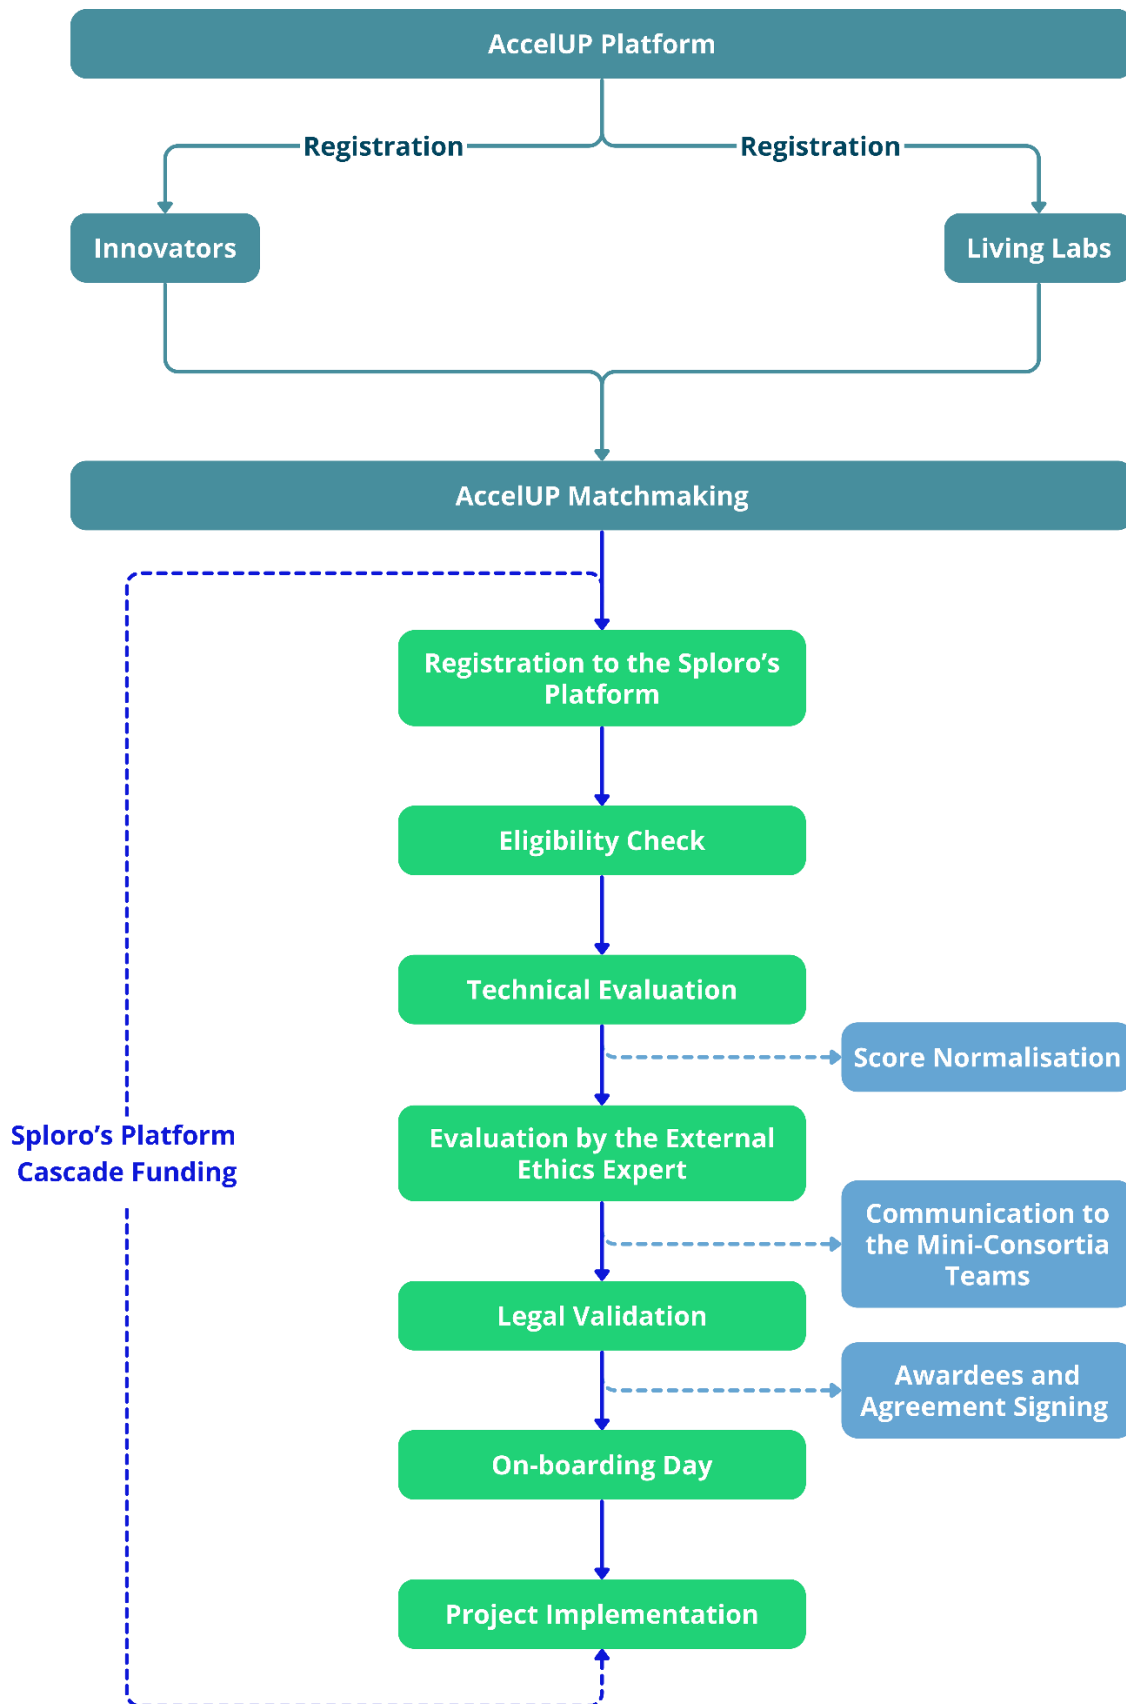 AccelUP Platform
Registration
Registration
Innovators
Living Labs
AccelUP Matchmaking
Registration to the Sploro’s
Platform
Eligibility Check
Technical Evaluation
Score Normalisation
Sploro’s Platform
Cascade Funding
Evaluation by the External
Ethics Expert
Communication to
the Mini-Consortia
Teams
Legal Validation
Awardees and
Agreement Signing
On-boarding Day
Project Implementation